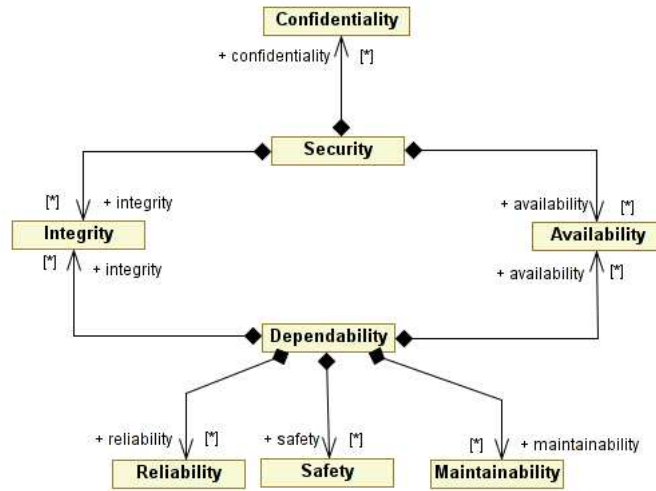 Confidentiality
+ confidentiality [*]
Security
[*] + integrity
+ availability [*]
Integrity
Availability
[*] + integrity
+ availability [*]
Dependability
+ reliability [*]
+ safety [*]
[*] + maintainability
Reliability
Safety
Maintainability